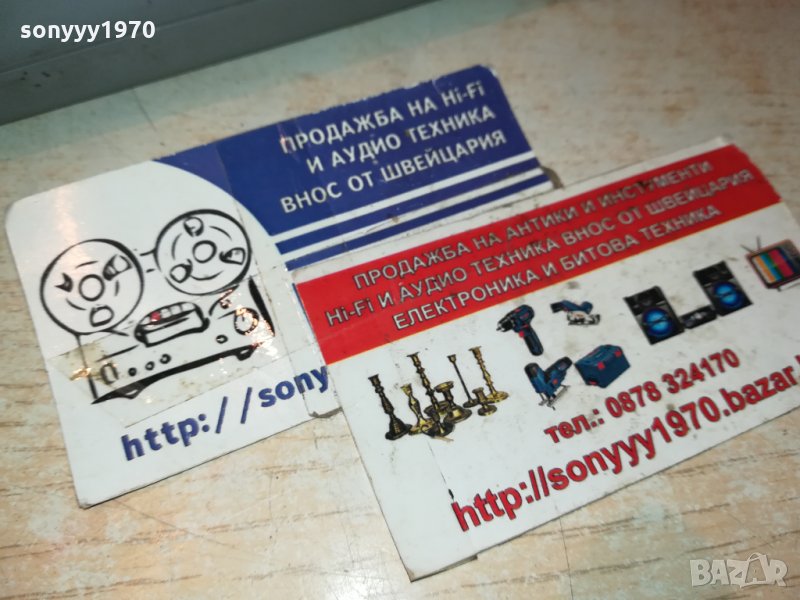 sonyyy1970
ПРОДАЖБА НА Hi-Fi
И АУДИО ТЕХНИКА
ВНОС ОТ ШВЕЙЦАРИЯ
http://sony
ПРОДАЖБА НА АНТИКИ И ИНСТРУМЕНТИ
Hi-Fi И АУДИО ТЕХНИКА ВНОС ОТ ШВЕЙЦАРИЯ
ЕЛЕКТРОНИКА И БИТОВА ТЕХНИКА
тел.: 0878 324170
http://sonyyy1970.bazar.
BAZAR